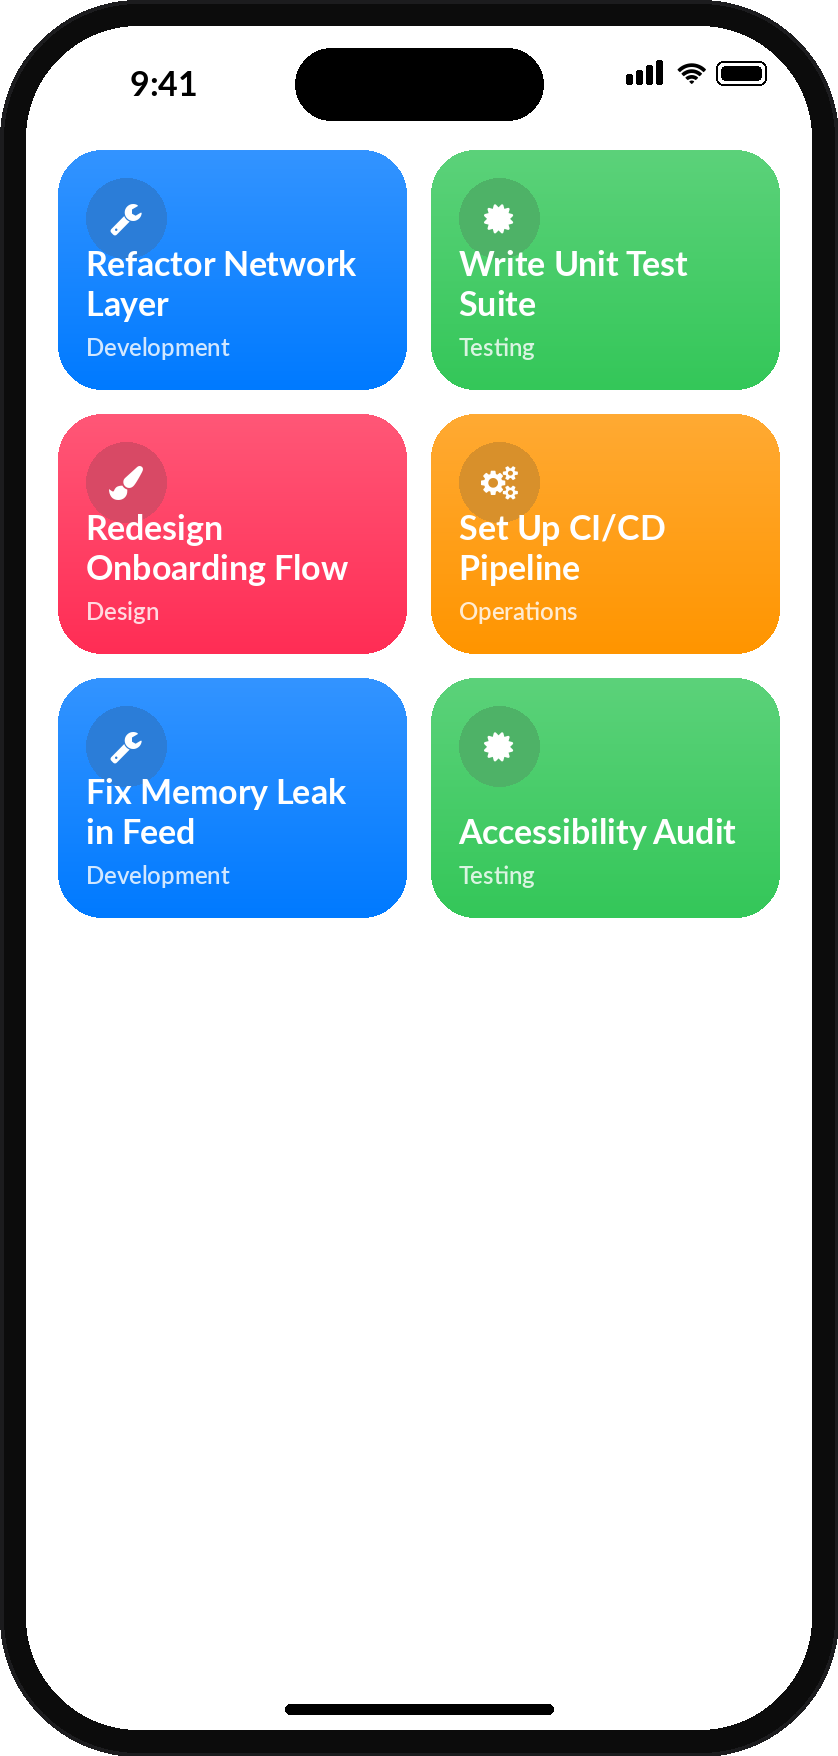 9:41
Refactor Network
Layer
Development
Write Unit Test
Suite
Testing
Redesign
Onboarding Flow
Design
Set Up CI/CD
Pipeline
Operations
Fix Memory Leak
in Feed
Development
Accessibility Audit
Testing